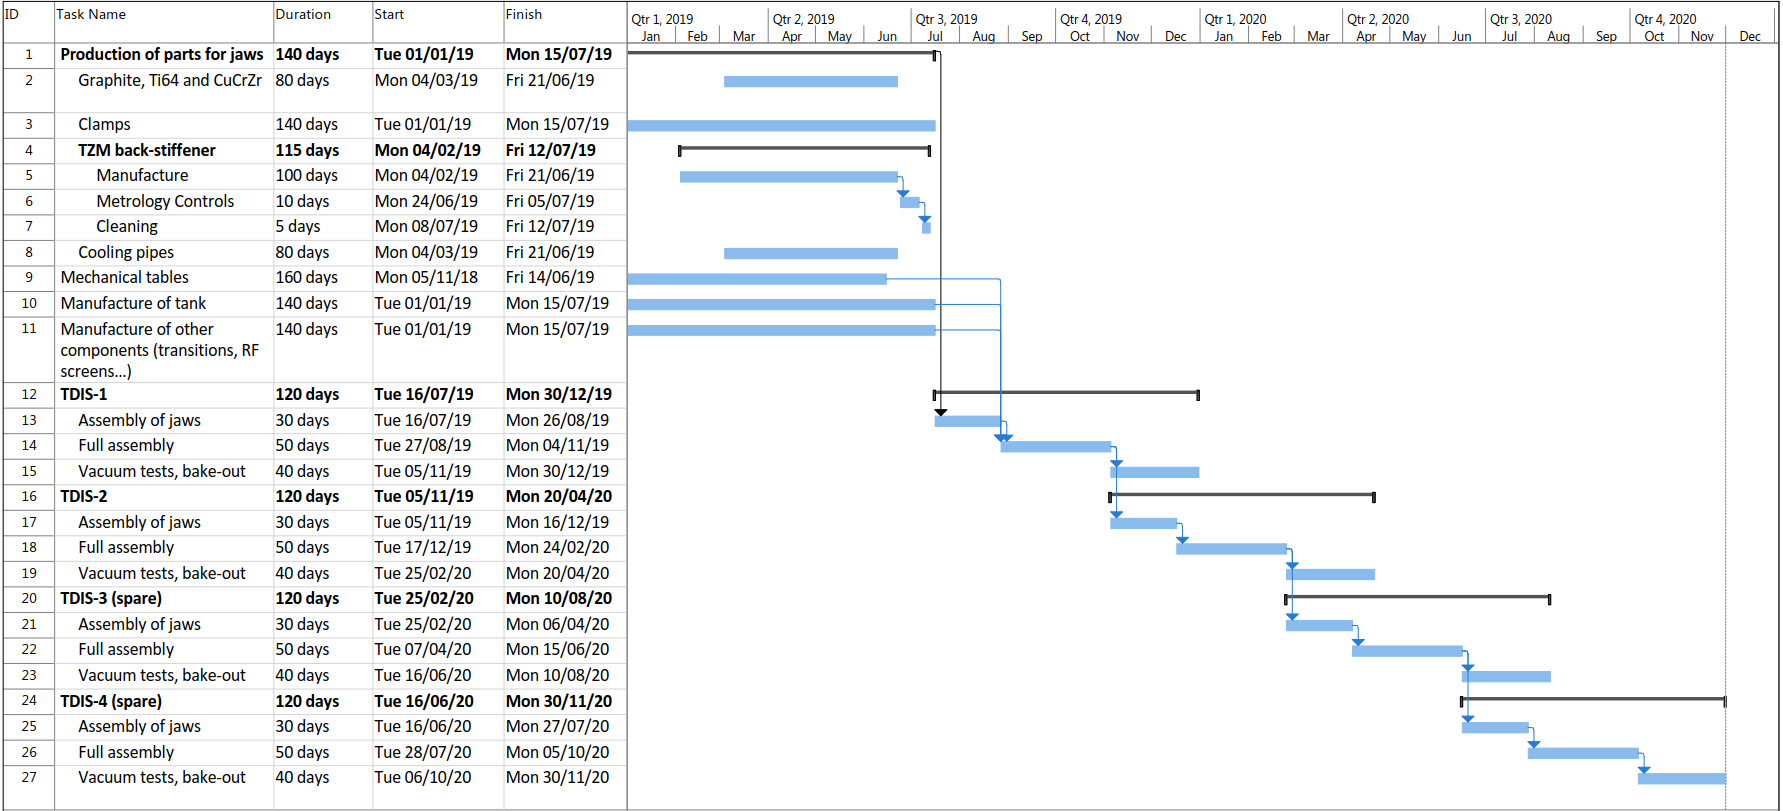 ID Task Name Duration Start Finish Qtr 1, 2019 Qtr 2, 2019 Qtr 3, 2019 Qtr 4, 2019 Qtr 1, 2020 Qtr 2, 2020 Qtr 3, 2020 Qtr 4, 2020
Jan Feb Mar Apr May Jun Jul Aug Sep Oct Nov Dec Jan Feb Mar Apr May Jun Jul Aug Sep Oct Nov Dec
1 Production of parts for jaws 140 days Tue 01/01/19 Mon 15/07/19
2 Graphite, Ti64 and CuCrZr 80 days Mon 04/03/19 Fri 21/06/19
3 Clamps 140 days Tue 01/01/19 Mon 15/07/19
4 TZM back-stiffener 115 days Mon 04/02/19 Fri 12/07/19
5 Manufacture 100 days Mon 04/02/19 Fri 21/06/19
6 Metrology Controls 10 days Mon 24/06/19 Fri 05/07/19
7 Cleaning 5 days Mon 08/07/19 Fri 12/07/19
8 Cooling pipes 80 days Mon 04/03/19 Fri 21/06/19
9 Mechanical tables 160 days Mon 05/11/18 Fri 14/06/19
10 Manufacture of tank 140 days Tue 01/01/19 Mon 15/07/19
11 Manufacture of other 140 days Tue 01/01/19 Mon 15/07/19
components (transitions, RF
screens...)
12 TDIS-1 120 days Tue 16/07/19 Mon 30/12/19
13 Assembly of jaws 30 days Tue 16/07/19 Mon 26/08/19
14 Full assembly 50 days Tue 27/08/19 Mon 04/11/19
15 Vacuum tests, bake-out 40 days Tue 05/11/19 Mon 30/12/19
16 TDIS-2 120 days Tue 05/11/19 Mon 20/04/20
17 Assembly of jaws 30 days Tue 05/11/19 Mon 16/12/19
18 Full assembly 50 days Tue 17/12/19 Mon 24/02/20
19 Vacuum tests, bake-out 40 days Tue 25/02/20 Mon 20/04/20
20 TDIS-3 (spare) 120 days Tue 25/02/20 Mon 10/08/20
21 Assembly of jaws 30 days Tue 25/02/20 Mon 06/04/20
22 Full assembly 50 days Tue 07/04/20 Mon 15/06/20
23 Vacuum tests, bake-out 40 days Tue 16/06/20 Mon 10/08/20
24 TDIS-4 (spare) 120 days Tue 16/06/20 Mon 30/11/20
25 Assembly of jaws 30 days Tue 16/06/20 Mon 27/07/20
26 Full assembly 50 days Tue 28/07/20 Mon 05/10/20
27 Vacuum tests, bake-out 40 days Tue 06/10/20 Mon 30/11/20